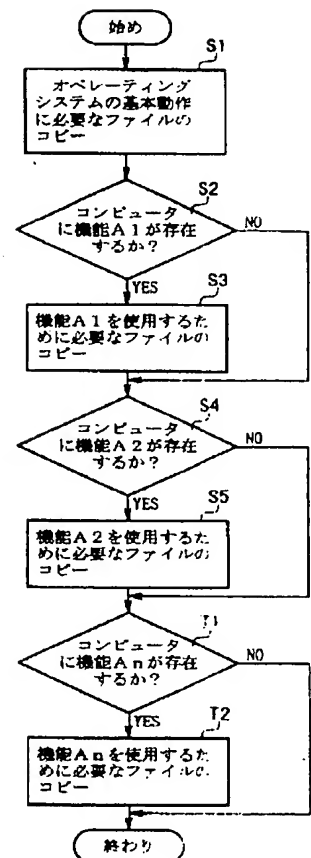 始め
S1
オペレーティング
システムの基本動作
に必要なファイルの
コピー
S2
コンピュータ
に機能A1が存在
するか?
NO
YES
S3
機能A1を使用するた
めに必要なファイルの
コピー
S4
コンピュータ
に機能A2が存在
するか?
NO
YES
S5
機能A2を使用するた
めに必要なファイルの
コピー
T1
コンピュータ
に機能Anが存在
するか?
NO
YES
T2
機能Anを使用するた
めに必要なファイルの
コピー
終わり